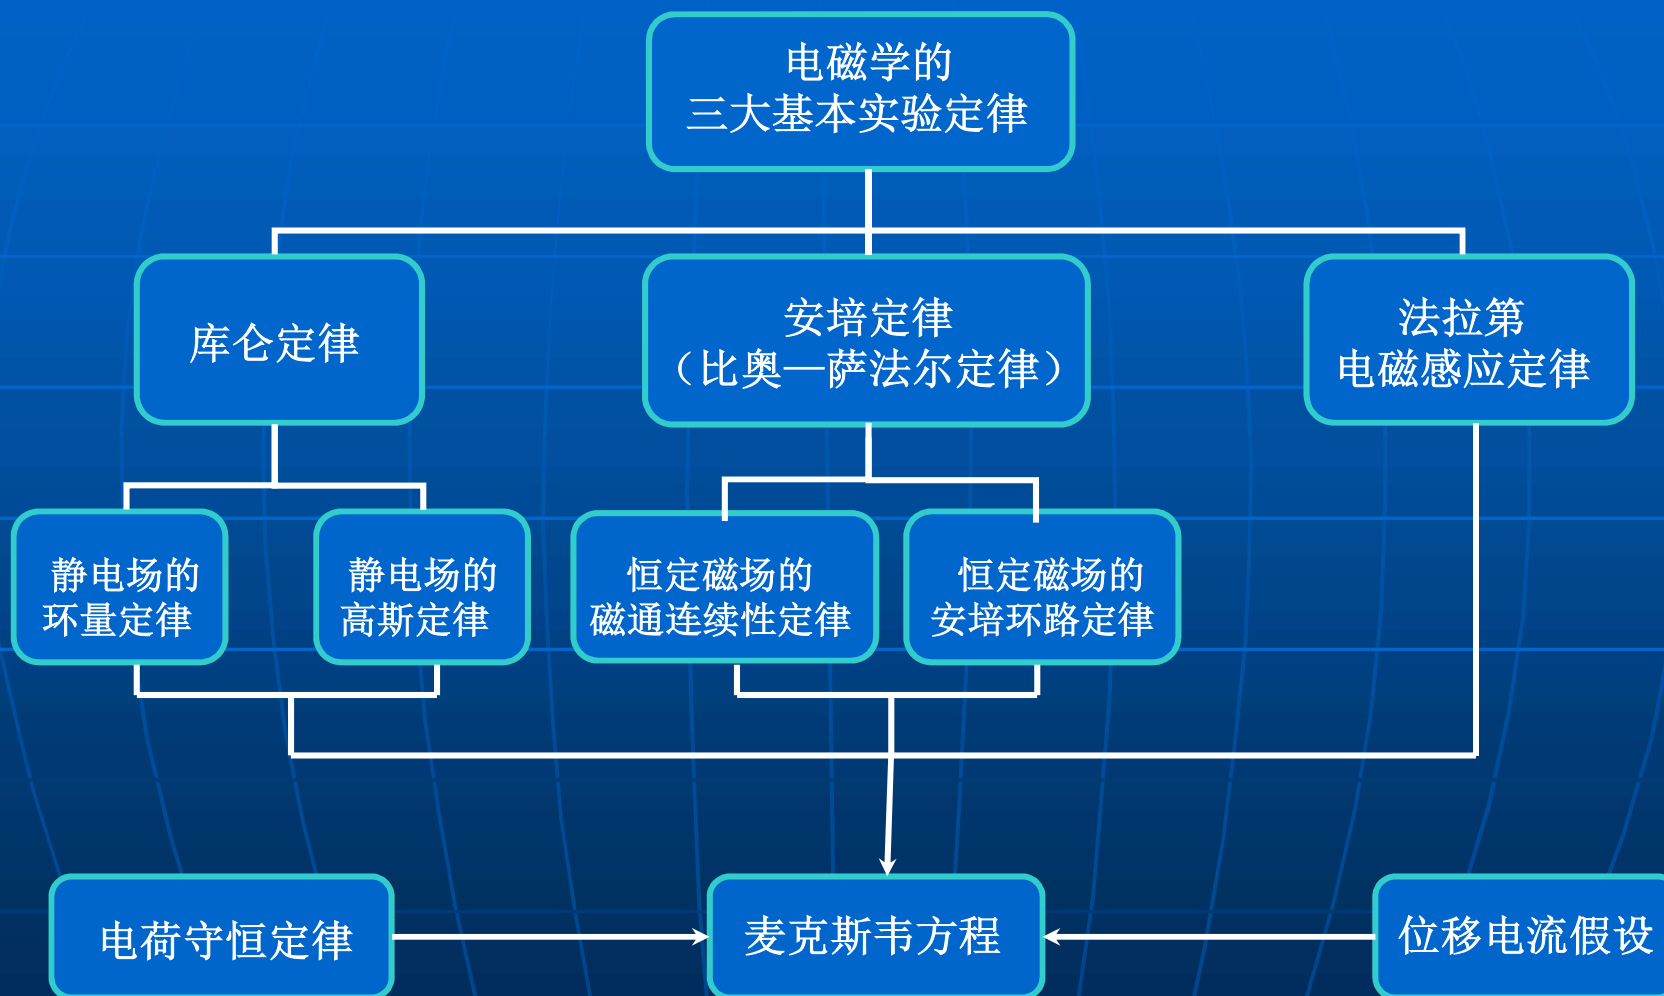 电磁学的
三大基本实验定律
库仑定律
安培定律
（比奥—萨法尔定律）
法拉第
电磁感应定律
静电场的
环量定律
静电场的
高斯定律
恒定磁场的
磁通连续性定律
恒定磁场的
安培环路定律
电荷守恒定律
麦克斯韦方程
位移电流假设